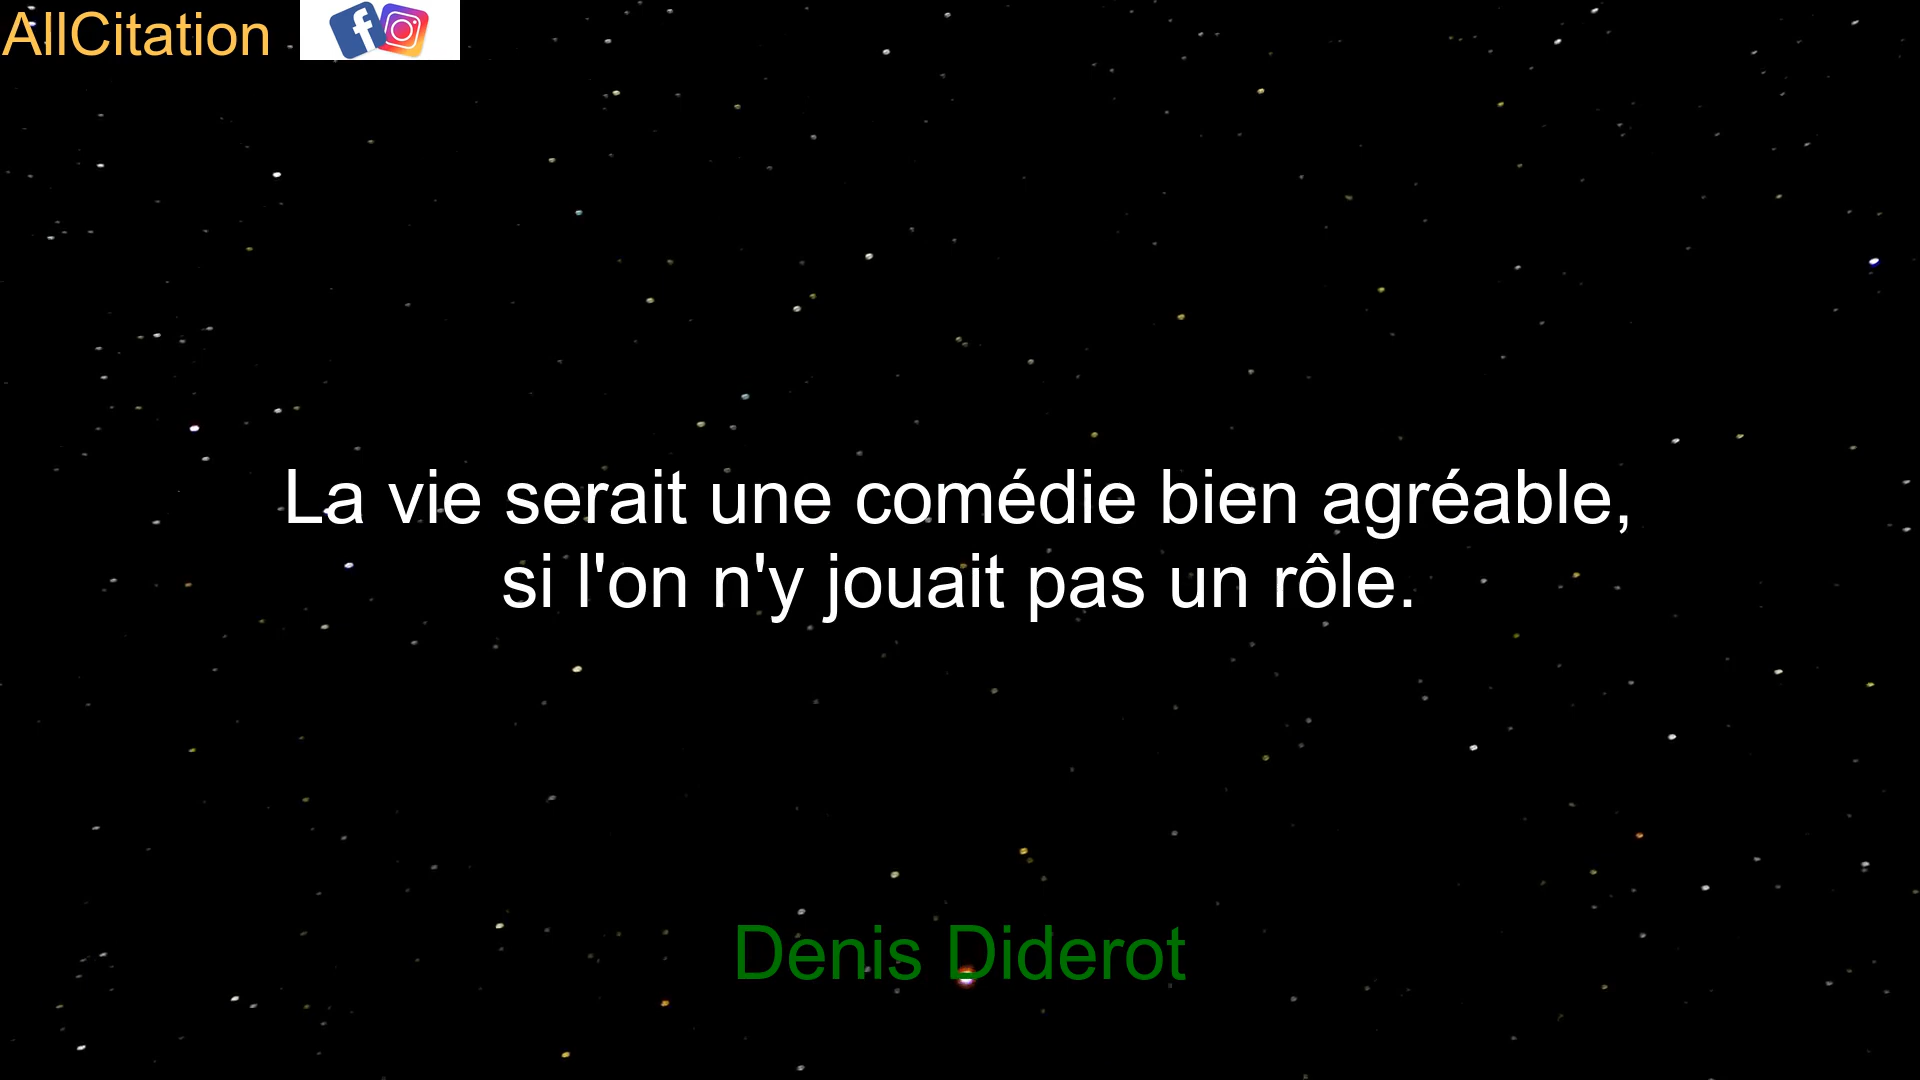 AllCitation
La vie serait une comédie bien agréable,
si l'on n'y jouait pas un rôle.
Denis Diderot